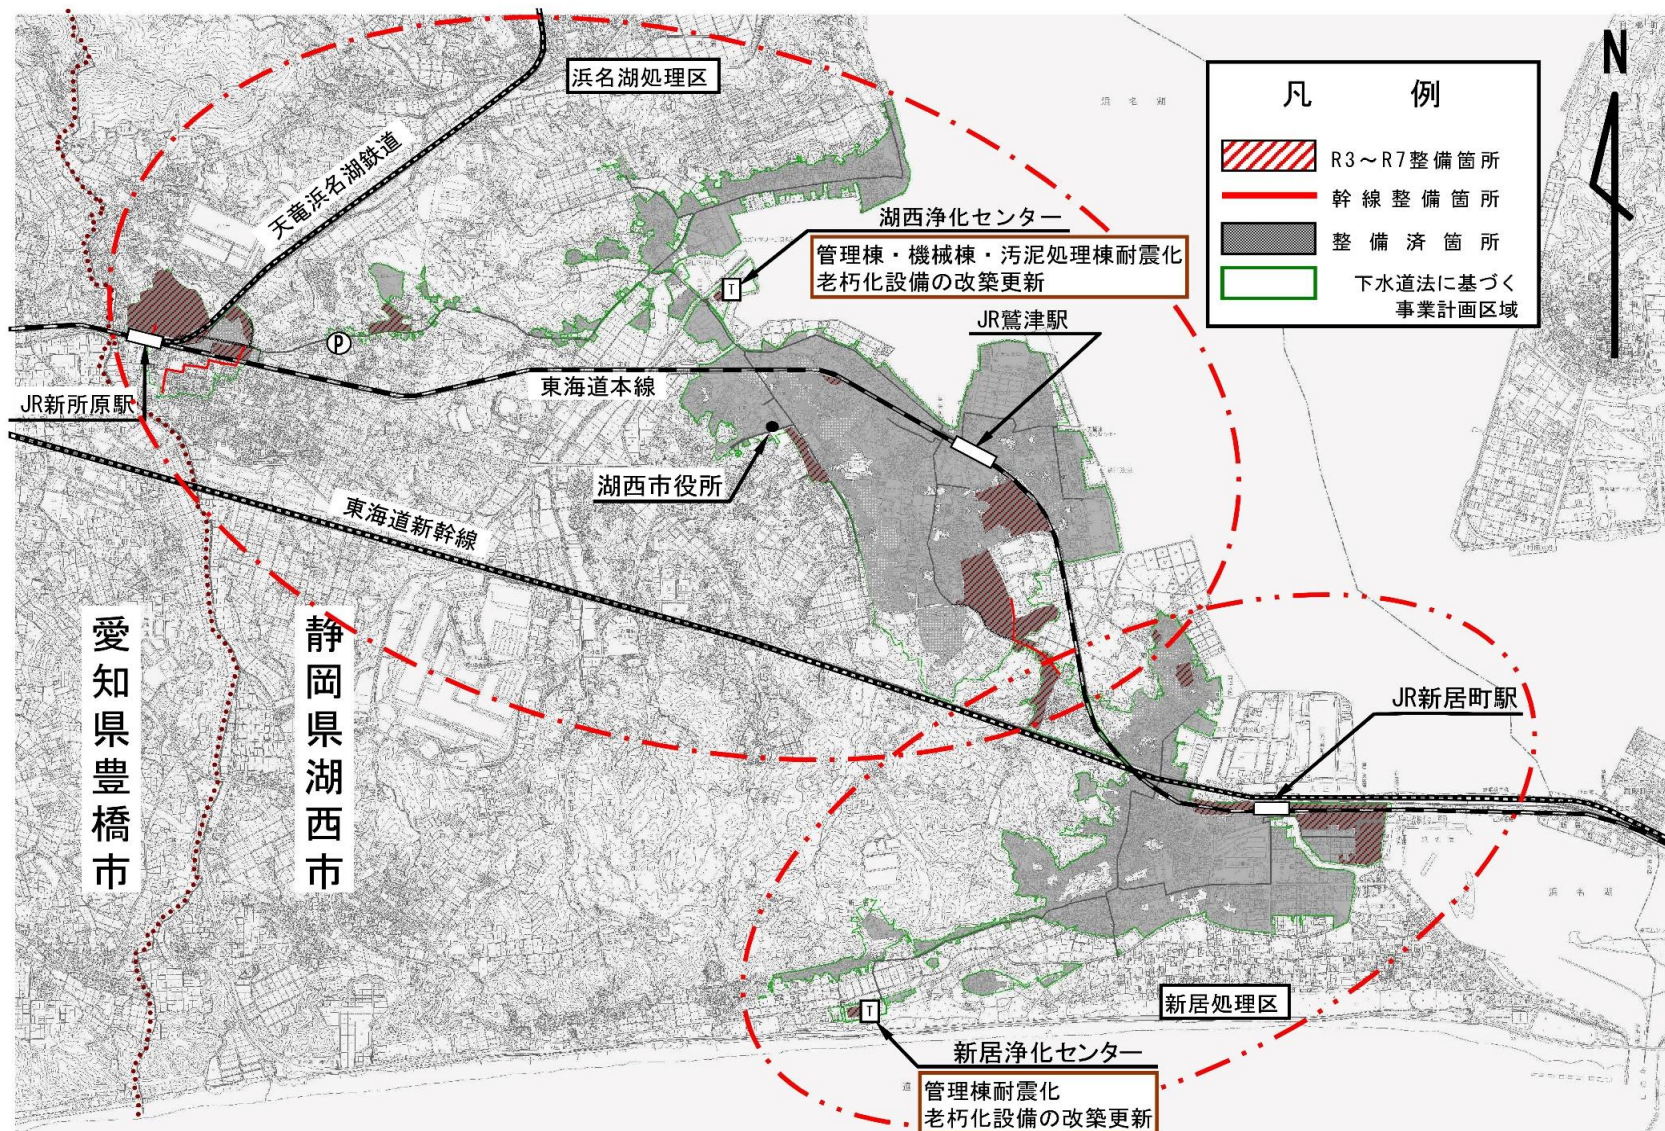 浜名湖処理区
N
凡 例
R3～R7整備箇所
幹線整備箇所
整備済箇所
下水道法に基づく
事業計画区域
浜名湖
天竜浜名湖鉄道
湖西浄化センター
管理棟・機械棟・汚泥処理棟耐震化
老朽化設備の改築更新
T
JR鷲津駅
P
東海道本線
JR新所原駅
湖西市役所
東海道新幹線
愛知県豊橋市
静岡県湖西市
JR新居町駅
浜名湖
新居処理区
T
新居浄化センター
管理棟耐震化
老朽化設備の改築更新